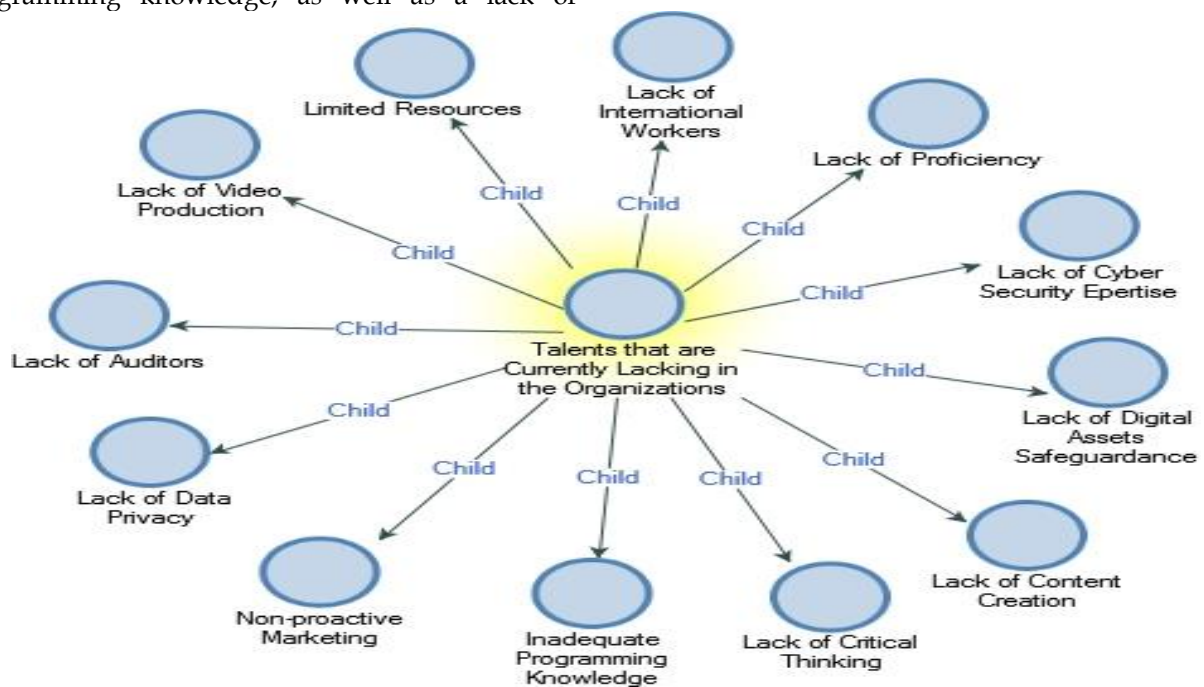 gramming knowledge, as well as a lack of
Limited Resources
Lack of
International
Workers
Lack of Proficiency
Lack of Video
Production
Child
Child
Child
Child
Child
Lack of Cyber
Security Epertise
Lack of Auditors
Child
Talents that are
Currently Lacking in
the Organizations
Child
Lack of Digital
Assets
Safeguardance
Child
Lack of Data
Privacy
Child
Child
Child
Child
Lack of Content
Creation
Non-proactive
Marketing
Inadequate
Programming
Knowledge
Lack of Critical
Thinking